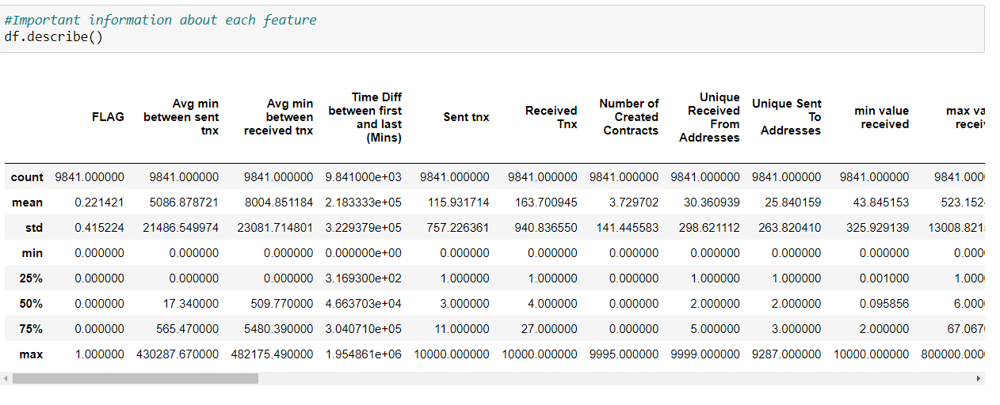 #Important information about each feature
df.describe()
FLAG Avg min between sent tnx Avg min between received tnx Time Diff between first and last (Mins) Sent tnx Received Tnx Number of Created Contracts Unique Received From Addresses Unique Sent To Addresses min value received max va recei
count 9841.000000 9841.000000 9841.000000 9.841000e+03 9841.000000 9841.000000 9841.000000 9841.000000 9841.000000 9841.000000 9841.000
mean 0.221421 5086.878721 8004.851184 2.183333e+05 115.931714 163.700945 3.729702 30.360939 25.840159 43.845153 523.152
std 0.415224 21486.549974 23081.714801 3.229379e+05 757.226361 940.836550 141.445583 298.621112 263.820410 325.929139 13008.821
min 0.000000 0.000000 0.000000 0.000000e+00 0.000000 0.000000 0.000000 0.000000 0.000000 0.000000 0.000
25% 0.000000 0.000000 0.000000 3.169300e+02 1.000000 1.000000 0.000000 1.000000 1.000000 0.001000 1.000
50% 0.000000 17.340000 509.770000 4.663703e+04 3.000000 4.000000 0.000000 2.000000 2.000000 0.095856 6.000
75% 0.000000 565.470000 5480.390000 3.040710e+05 11.000000 27.000000 0.000000 5.000000 3.000000 2.000000 67.067
max 1.000000 430287.670000 482175.490000 1.954861e+06 10000.000000 10000.000000 9995.000000 9999.000000 9287.000000 10000.000000 800000.000